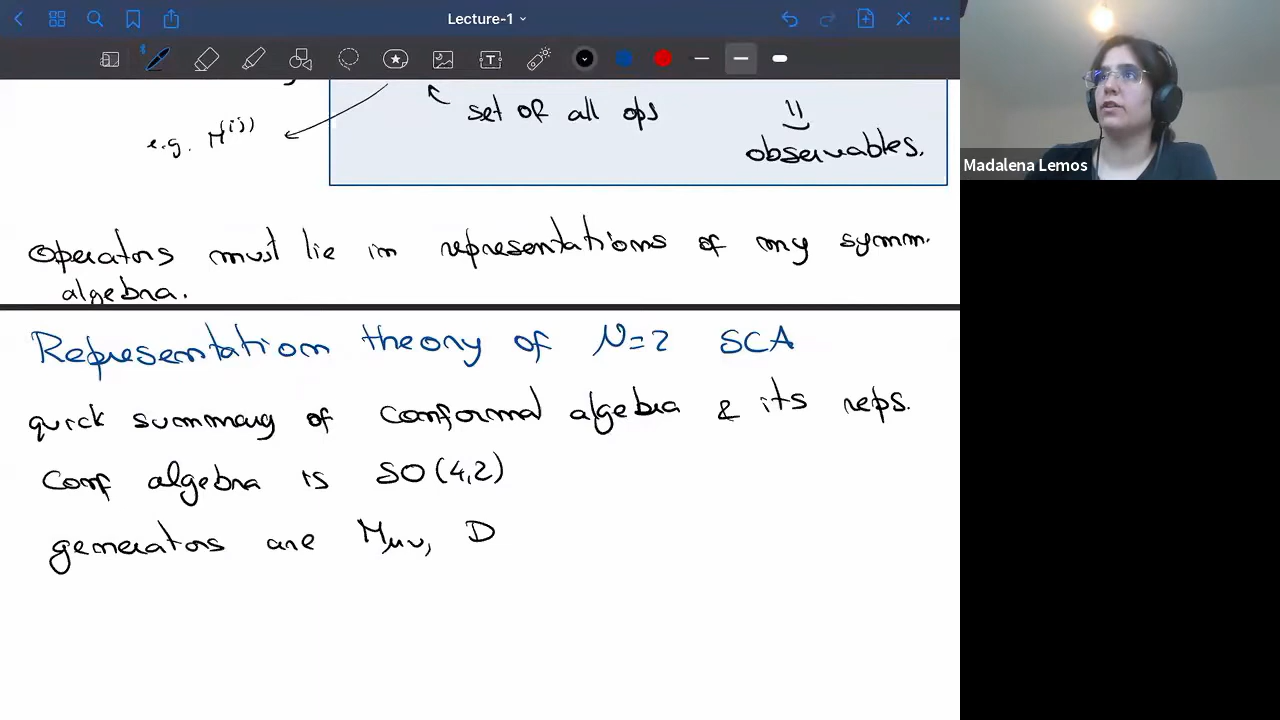 Lecture-1
set of all ops
e.g. M^(ij)
observables.
Operators must lie in representations of my symm.
algebra.
Representation theory of N=2 SCA
quick summary of conformal algebra & its reps.
Conf algebra is SO(4,2)
generators are Mμν, D
Madalena Lemos